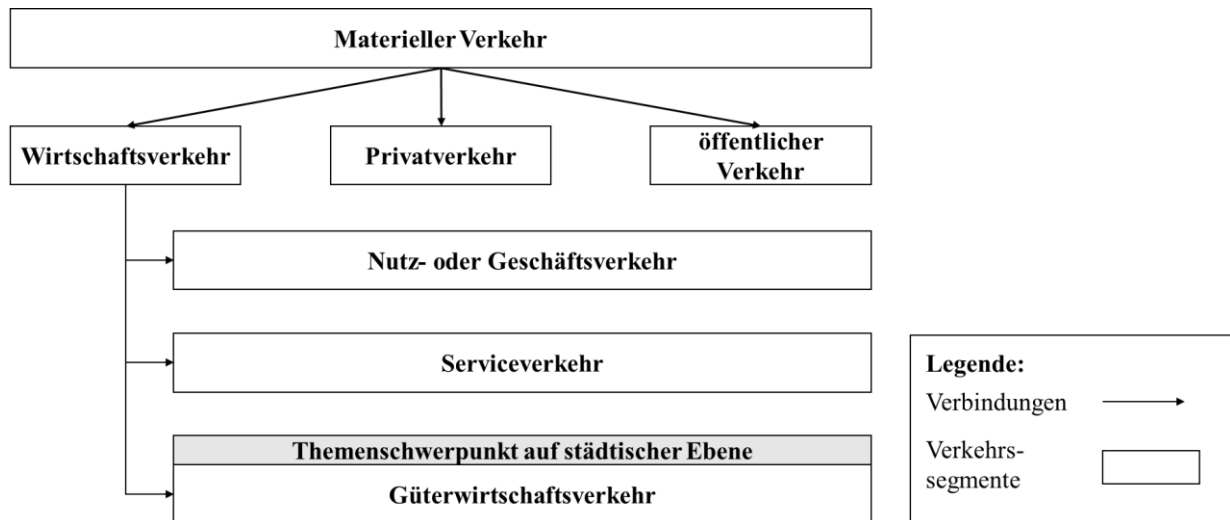 Materieller Verkehr
Wirtschaftsverkehr
Privatverkehr
öffentlicher
Verkehr
Nutz- oder Geschäftsverkehr
Serviceverkehr
Themenschwerpunkt auf städtischer Ebene
Güterwirtschaftsverkehr
Legende:
Verbindungen
Verkehrs-
segmente